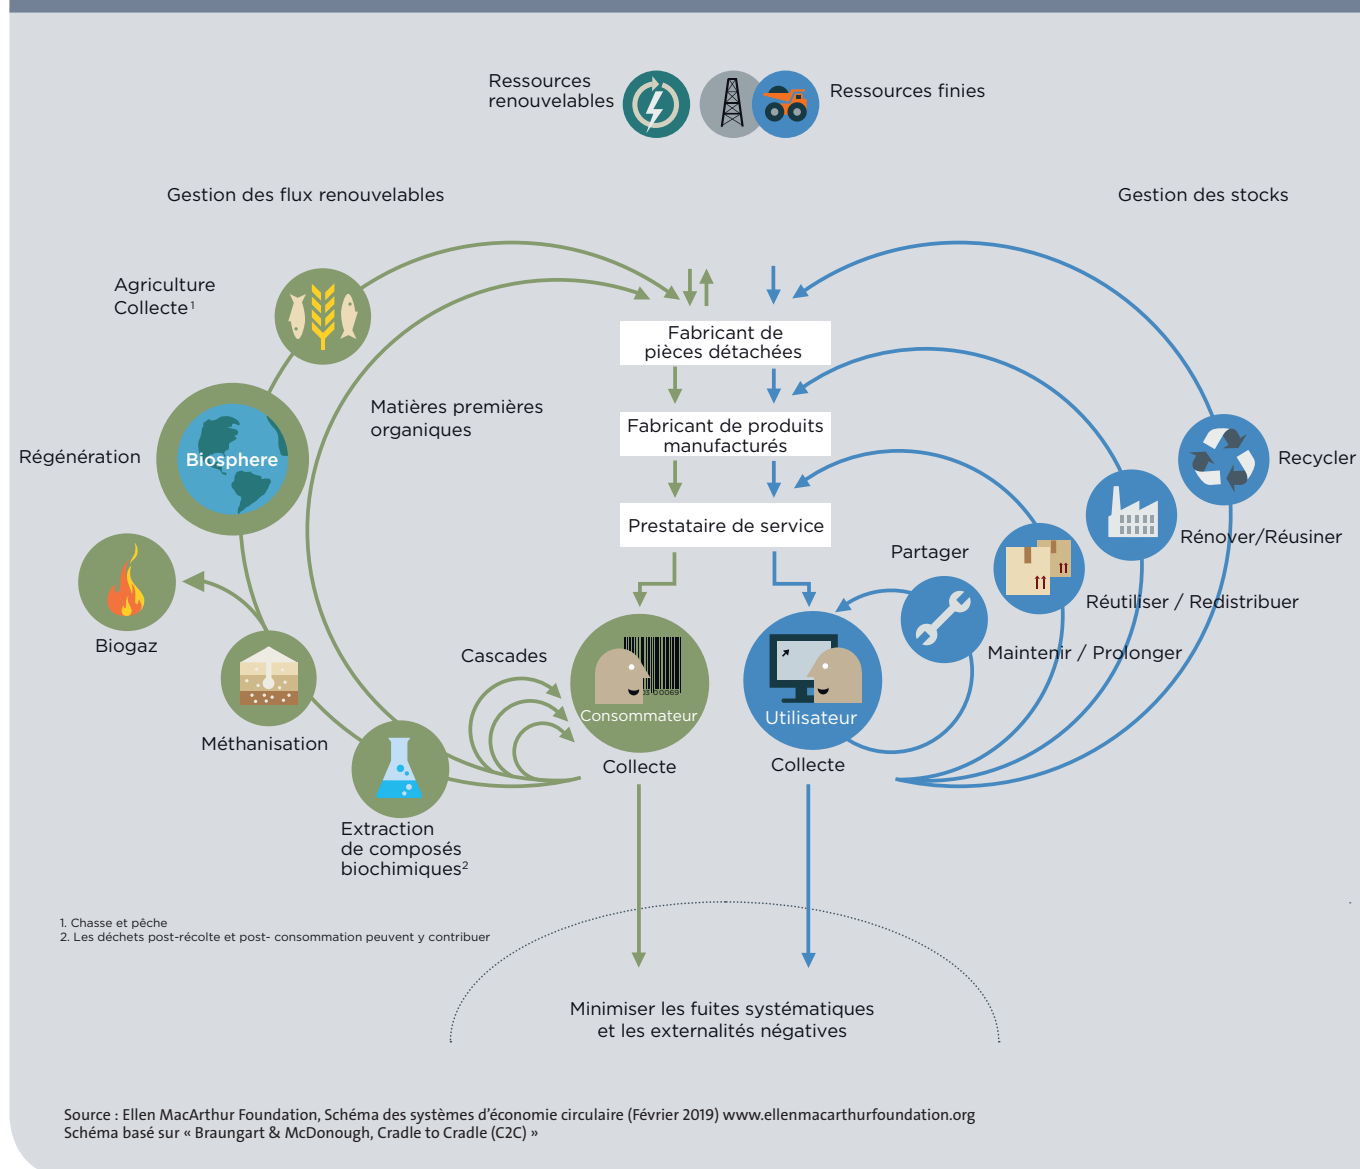 Ressources
renouvelables
Ressources finies
Gestion des flux renouvelables
Gestion des stocks
Agriculture
Collecte¹
Fabricant de
pièces détachées
Matières premières
organiques
Fabricant de produits
manufacturés
Régénération
Biosphere
Recycler
Prestataire de service
Rénover/Réusiner
Partager
Réutiliser / Redistribuer
Biogaz
Cascades
Maintenir / Prolonger
Consommateur
Utilisateur
Méthanisation
Collecte
Collecte
Extraction
de composés
biochimiques²
1. Chasse et pêche
2. Les déchets post-récolte et post- consommation peuvent y contribuer
Minimiser les fuites systématiques
et les externalités négatives
Source : Ellen MacArthur Foundation, Schéma des systèmes d’économie circulaire (Février 2019) www.ellenmacarthurfoundation.org
Schéma basé sur « Braungart & McDonough, Cradle to Cradle (C2C) »